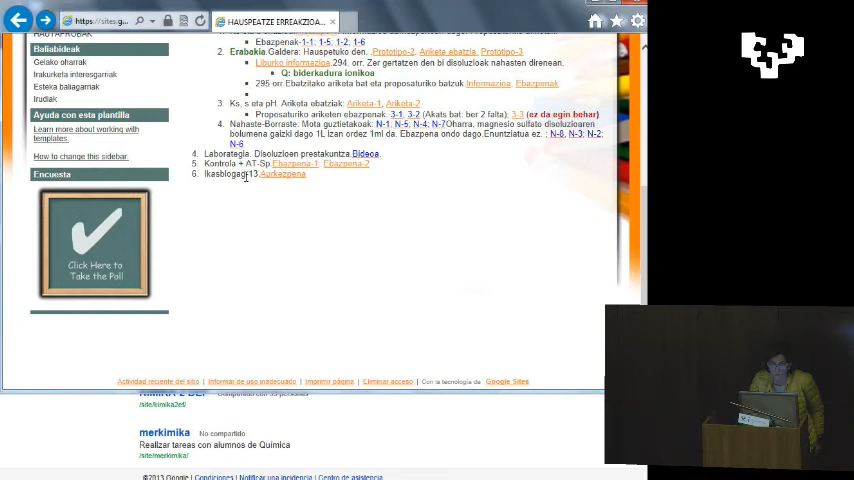 https://sites.g...
HAUSPEATZE ERREAKZIOA...
HAUTAPROBAK
Baliabideak
Gelako oharrak
Irakurketa interesgarriak
Esteka baliagarriak
Irudiak
Ayuda con esta plantilla
Learn more about working with
templates.
How to change this sidebar.
Encuesta
Click Here to
Take the Poll
Ebazpenak-1-1; 1-5; 1-2; 1-6
2. Erabakia.Galdera: Hauspetuko den. .Prototipo-2. Ariketa ebatzia. Prototipo-3
Liburko informazioa.294. orr. Zer gertatzen den bi disoluzioak nahasten direnean.
Q: biderkadura ionikoa
295 orr.Ebatzitako ariketa bat eta proposaturiko batzuk Informazioa. Ebazpenak
3. Ks, s eta pH. Ariketa ebatziak: Ariketa-1, Ariketa-2
Proposaturiko ariketen ebazpenak. 3-1; 3-2 (Akats bat: ber 2 falta); 3-3 (ez da egin behar)
4. Nahaste-Borraste: Mota guztietakoak: N-1; N-5; N-4; N-7Oharra, magnesio sulfato disoluzioaren
bolumena gaizki dago 1L izan ordez 1ml da. Ebazpena ondo dago.Enuntziatua ez. ; N-8, N-3; N-2;
N-6
4. Laborategia. Disoluzioen prestakuntza.Bideoa.
5. Kontrola + AT-Sp.Ebazpena-1. Ebazpena-2
6. Ikasblogag 13.Aurkezpena
Actividad reciente del sitio | Informar de uso inadecuado | Imprimir página | Eliminar acceso | Con la tecnología de Google Sites
KIMIKA 2 BEI
/site/kimika2ef/
merkimika No compartido
Realizar tareas con alumnos de Química
/site/merkimika/
©2013 Google | Condiciones | Notificar una incidencia | Centro de asistencia